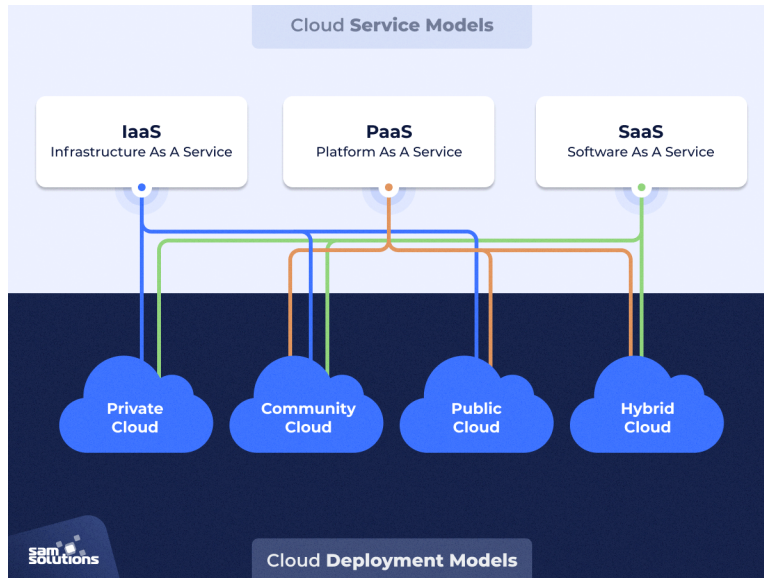 Cloud Service Models
IaaS
Infrastructure As A Service
PaaS
Platform As A Service
SaaS
Software As A Service
Private
Cloud
Community
Cloud
Public
Cloud
Hybrid
Cloud
sam
solutions
Cloud Deployment Models